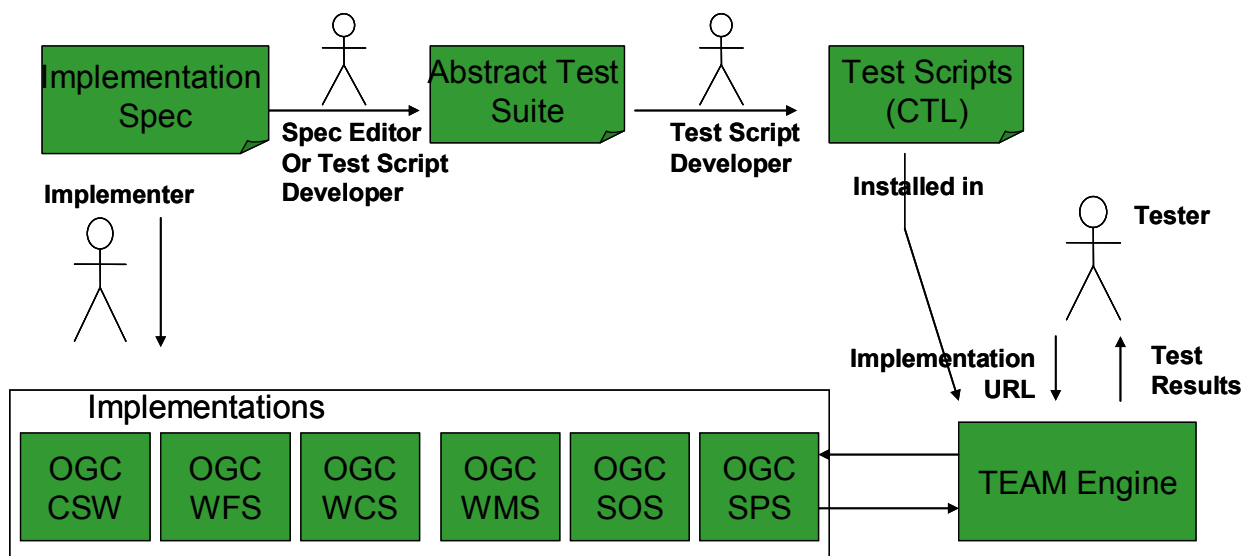 Implementation
Spec
Abstract Test
Suite
Test Scripts
(CTL)
Spec Editor
Or Test Script
Developer
Test Script
Developer
Implementer
Installed in
Tester
Implementation
URL
Test
Results
Implementations
OGC
CSW
OGC
WFS
OGC
WCS
OGC
WMS
OGC
SOS
OGC
SPS
TEAM Engine